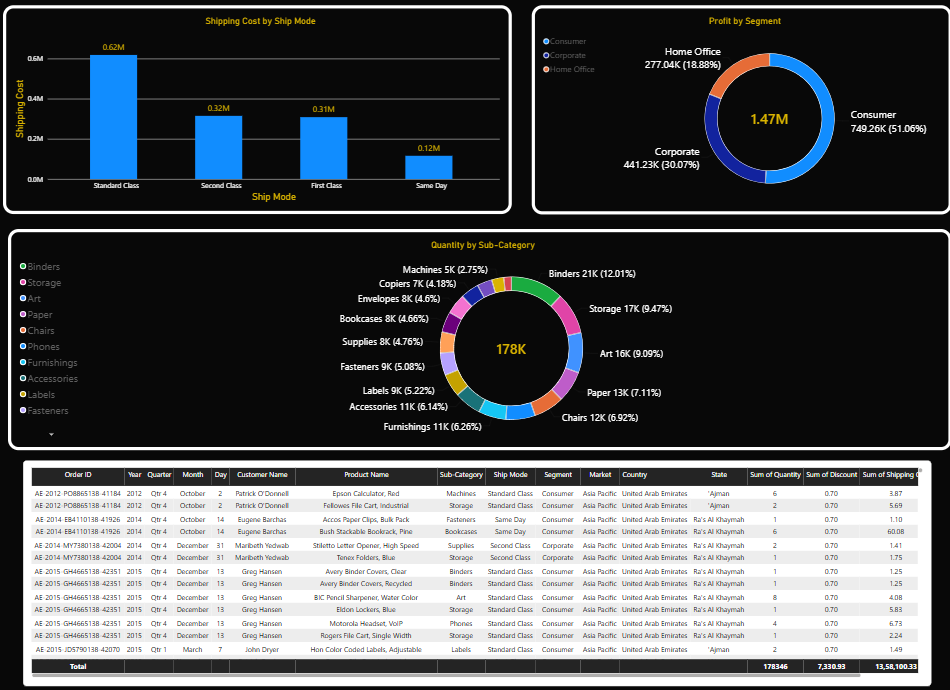 Shipping Cost by Ship Mode
Shipping Cost
0.6M
0.4M
0.2M
0.0M
0.62M
0.32M
0.31M
0.12M
Standard Class Second Class First Class Same Day
Ship Mode
Profit by Segment
Consumer
Corporate
Home Office
Home Office
277.04K (18.88%)
Consumer
749.26K (51.06%)
Corporate
441.23K (30.07%)
1.47M
Quantity by Sub-Category
Binders
Storage
Art
Paper
Chairs
Phones
Furnishings
Accessories
Labels
Fasteners
Machines 5K (2.75%)
Copiers 7K (4.18%)
Envelopes 8K (4.6%)
Bookcases 8K (4.66%)
Supplies 8K (4.76%)
Fasteners 9K (5.08%)
Labels 9K (5.22%)
Accessories 11K (6.14%)
Furnishings 11K (6.26%)
Binders 21K (12.01%)
Storage 17K (9.47%)
Art 16K (9.09%)
Paper 13K (7.11%)
Chairs 12K (6.92%)
178K
Order ID Year Quarter Month Day Customer Name Product Name Sub-Category Ship Mode Segment Market Country State Sum of Quantity Sum of Discount Sum of Shipping
AE-2012-PO8865138-41184 2012 Qtr 4 October 2 Patrick O'Donnell Epson Calculator, Red Machines Standard Class Consumer Asia Pacific United Arab Emirates 'Ajman 6 0.70 3.87
AE-2012-PO8865138-41184 2012 Qtr 4 October 2 Patrick O'Donnell Fellowes File Cart, Industrial Storage Standard Class Consumer Asia Pacific United Arab Emirates 'Ajman 2 0.70 5.69
AE-2014-EB4110138-41926 2014 Qtr 4 October 14 Eugene Barchas Accos Paper Clips, Bulk Pack Fasteners Same Day Consumer Asia Pacific United Arab Emirates Ra's Al Khaymah 1 0.70 1.10
AE-2014-EB4110138-41926 2014 Qtr 4 October 14 Eugene Barchas Bush Stackable Bookrack, Pine Bookcases Same Day Consumer Asia Pacific United Arab Emirates Ra's Al Khaymah 6 0.70 60.08
AE-2014-MY7380138-42004 2014 Qtr 4 December 31 Maribeth Yedwab Stiletto Letter Opener, High Speed Supplies Second Class Corporate Asia Pacific United Arab Emirates Ra's Al Khaymah 2 0.70 1.41
AE-2014-MY7380138-42004 2014 Qtr 4 December 31 Maribeth Yedwab Tenex Folders, Blue Storage Second Class Corporate Asia Pacific United Arab Emirates Ra's Al Khaymah 1 0.70 1.75
AE-2015-GH4665138-42351 2015 Qtr 4 December 13 Greg Hansen Avery Binder Covers, Clear Binders Standard Class Consumer Asia Pacific United Arab Emirates Ra's Al Khaymah 1 0.70 1.25
AE-2015-GH4665138-42351 2015 Qtr 4 December 13 Greg Hansen Avery Binder Covers, Recycled Binders Standard Class Consumer Asia Pacific United Arab Emirates Ra's Al Khaymah 1 0.70 1.25
AE-2015-GH4665138-42351 2015 Qtr 4 December 13 Greg Hansen BIC Pencil Sharpener, Water Color Art Standard Class Consumer Asia Pacific United Arab Emirates Ra's Al Khaymah 8 0.70 4.08
AE-2015-GH4665138-42351 2015 Qtr 4 December 13 Greg Hansen Eldon Lockers, Blue Storage Standard Class Consumer Asia Pacific United Arab Emirates Ra's Al Khaymah 1 0.70 5.83
AE-2015-GH4665138-42351 2015 Qtr 4 December 13 Greg Hansen Motorola Headset, VoIP Phones Standard Class Consumer Asia Pacific United Arab Emirates Ra's Al Khaymah 4 0.70 6.73
AE-2015-GH4665138-42351 2015 Qtr 4 December 13 Greg Hansen Rogers File Cart, Single Width Storage Standard Class Consumer Asia Pacific United Arab Emirates Ra's Al Khaymah 1 0.70 2.24
AE-2015-JD5790138-42070 2015 Qtr 1 March 7 John Dryer Hon Color Coded Labels, Adjustable Labels Standard Class Consumer Asia Pacific United Arab Emirates 'Ajman 2 0.70 1.49
Total 178346 7,330.93 13,58,100.33